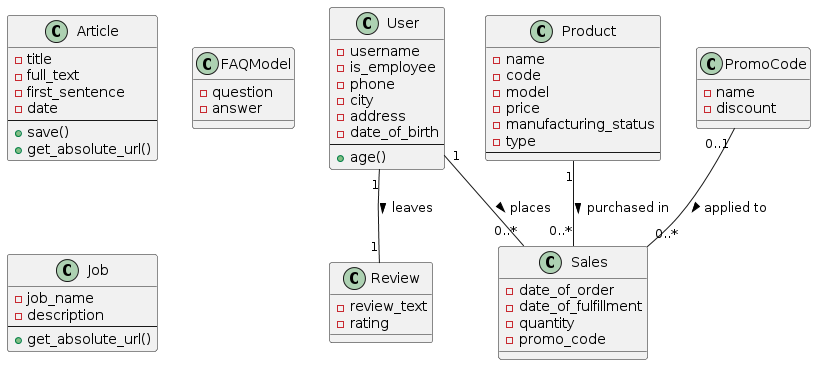 C Article
title
full_text
first_sentence
date
save()
get_absolute_url()
C FAQModel
question
answer
C User
username
is_employee
phone
city
address
date_of_birth
age()
C Product
name
code
model
price
manufacturing_status
type
C PromoCode
name
discount
1
leaves
1
1
places
0..*
1
purchased in
0..*
0..1
applied to
0..*
C Job
job_name
description
get_absolute_url()
C Review
review_text
rating
C Sales
date_of_order
date_of_fulfillment
quantity
promo_code